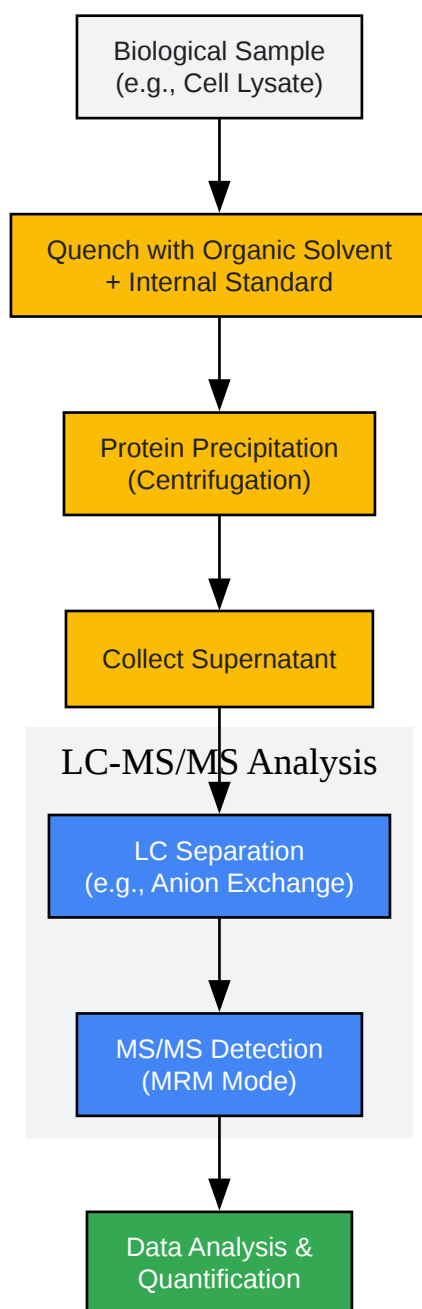 Biological Sample
(e.g., Cell Lysate)
Quench with Organic Solvent
+ Internal Standard
Protein Precipitation
(Centrifugation)
Collect Supernatant
LC-MS/MS Analysis
LC Separation
(e.g., Anion Exchange)
MS/MS Detection
(MRM Mode)
Data Analysis &
Quantification